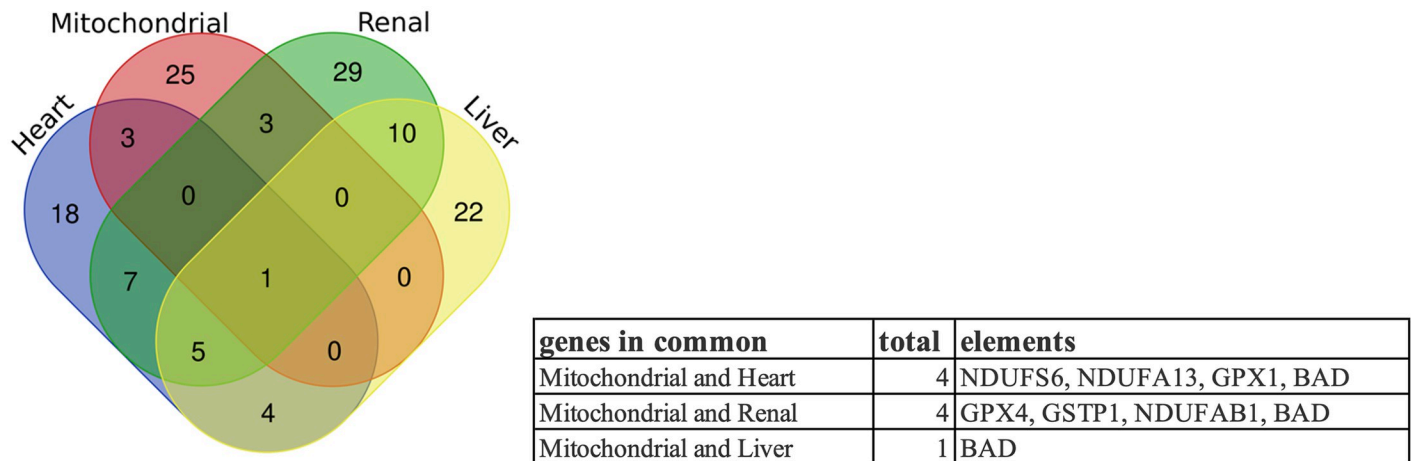 Mitochondrial
Renal
Heart
Liver
25
29
3
3
10
18
0
0
22
7
1
0
5
0
4
genes in common total elements
Mitochondrial and Heart 4 NDUFS6, NDUFA13, GPX1, BAD
Mitochondrial and Renal 4 GPX4, GSTP1, NDUFAB1, BAD
Mitochondrial and Liver 1 BAD